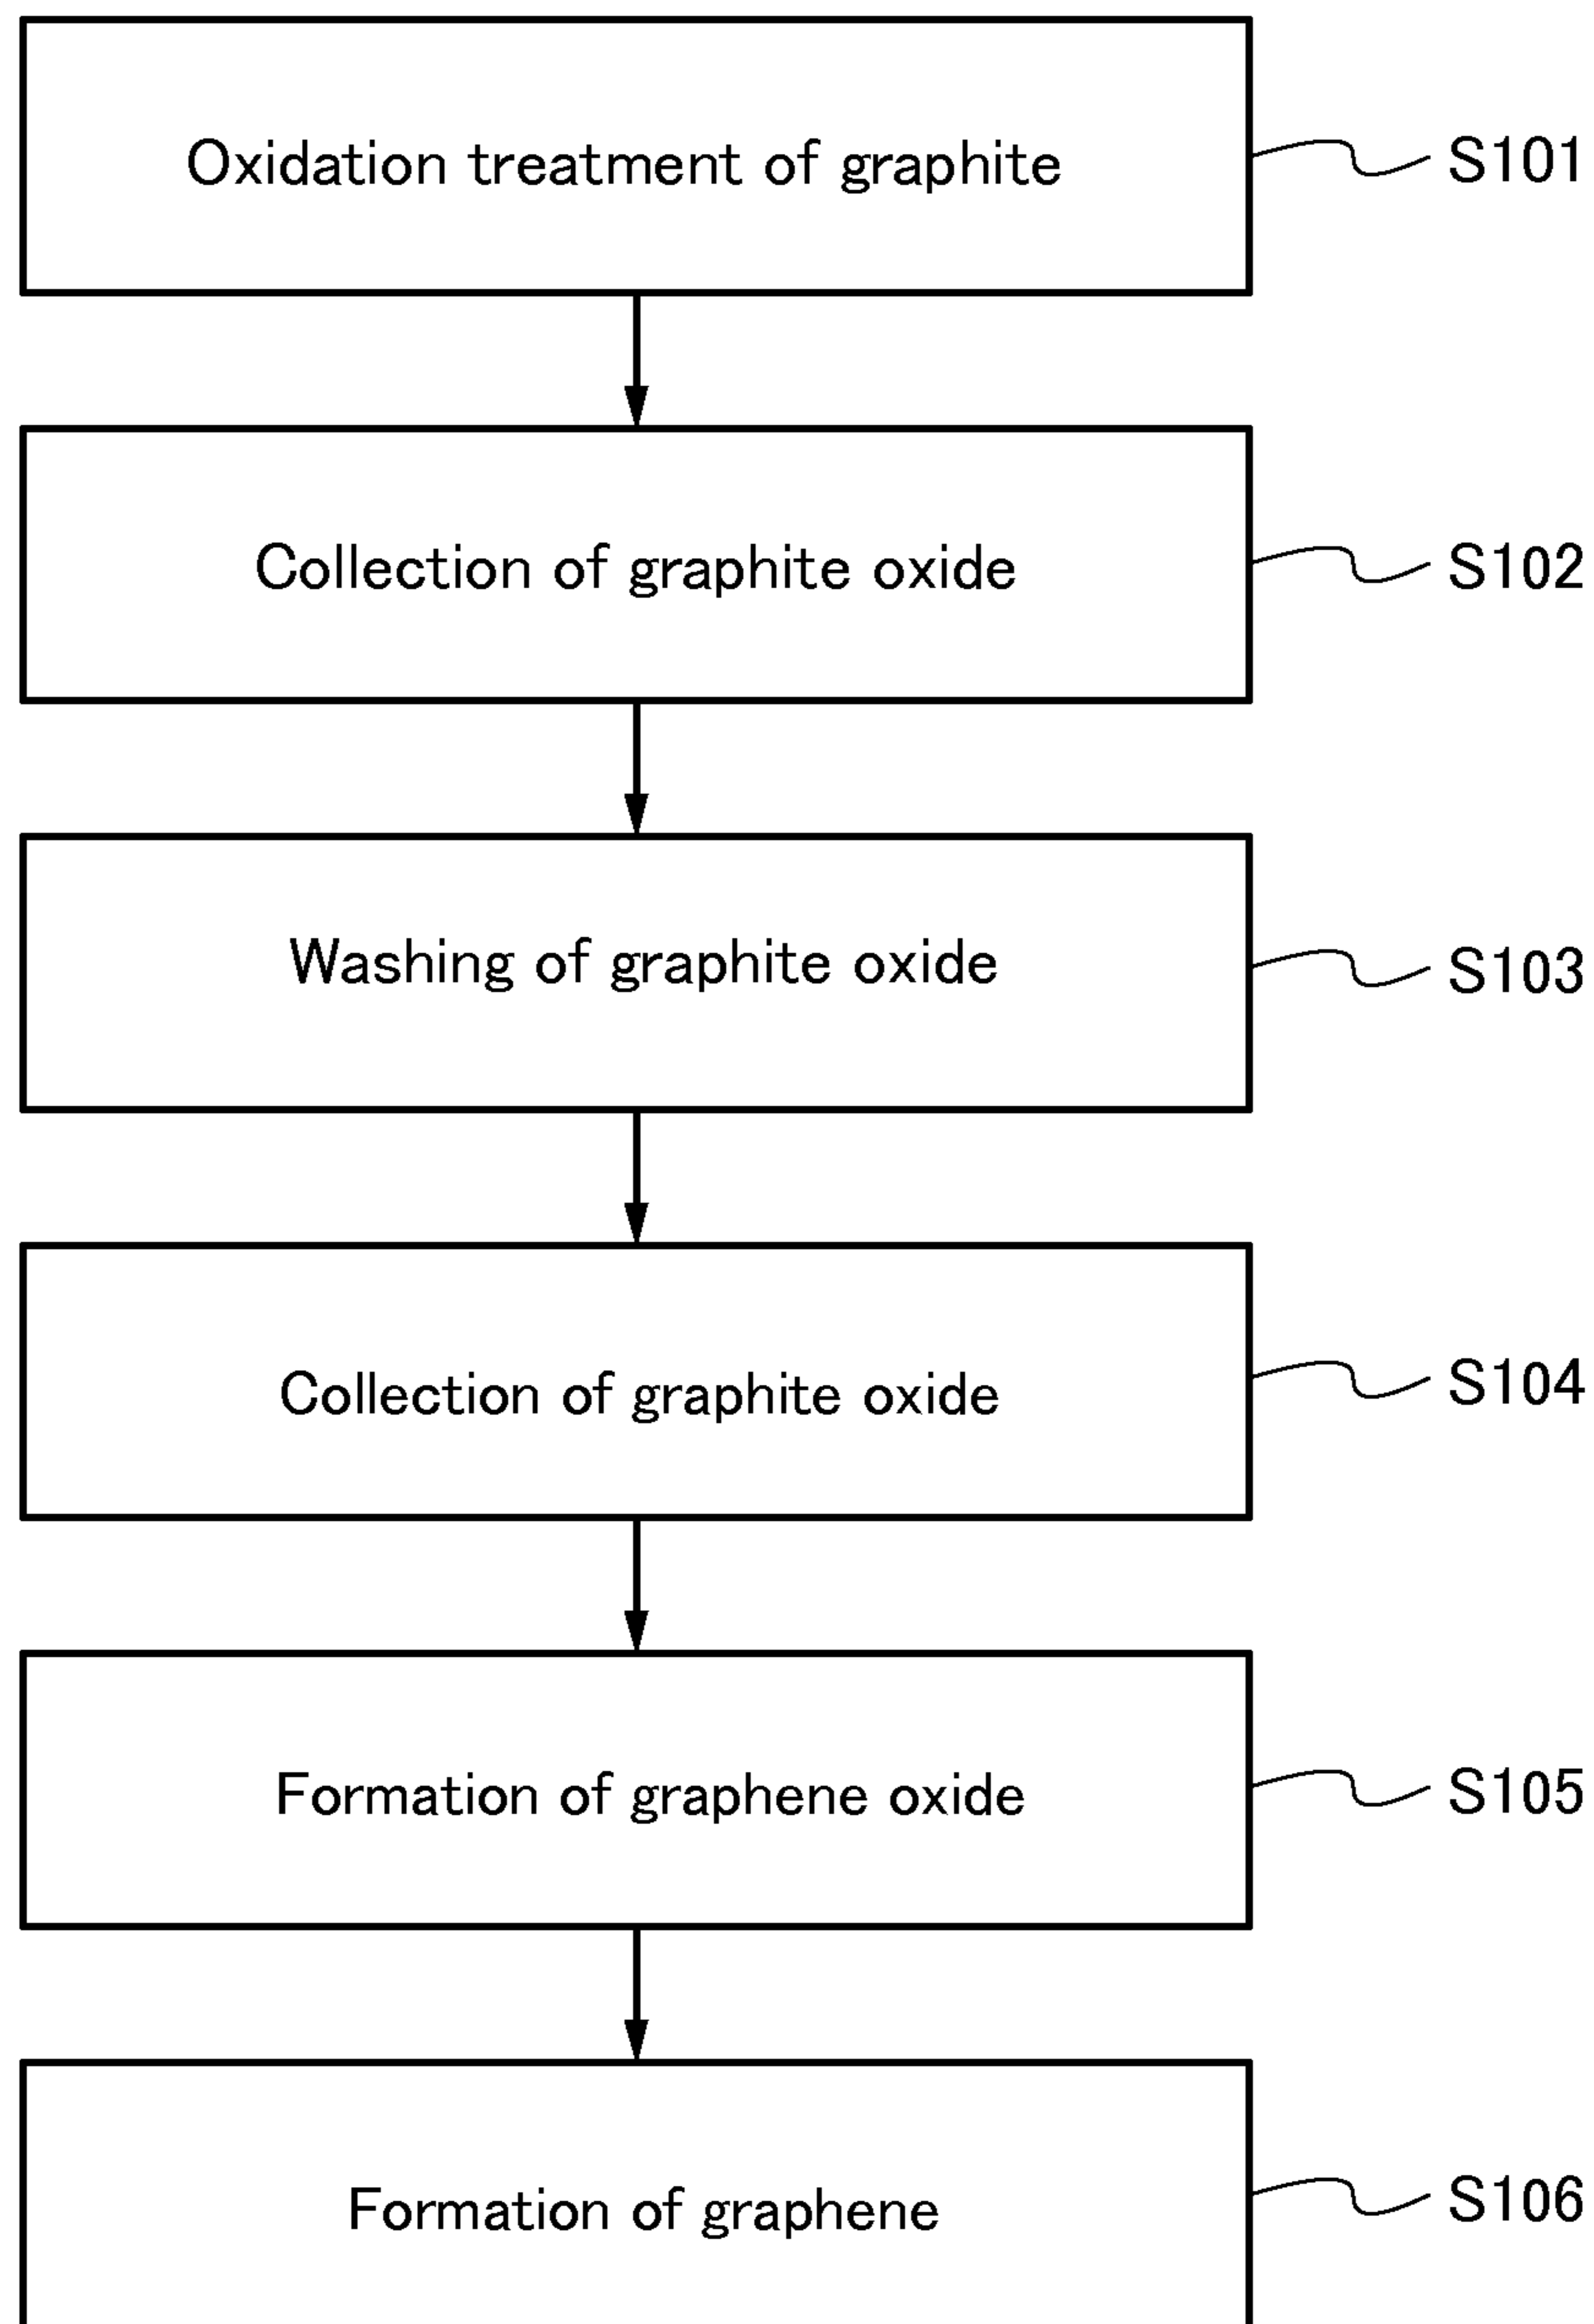 Oxidation treatment of graphite S101
Collection of graphite oxide S102
Washing of graphite oxide S103
Collection of graphite oxide S104
Formation of graphene oxide S105
Formation of graphene S106